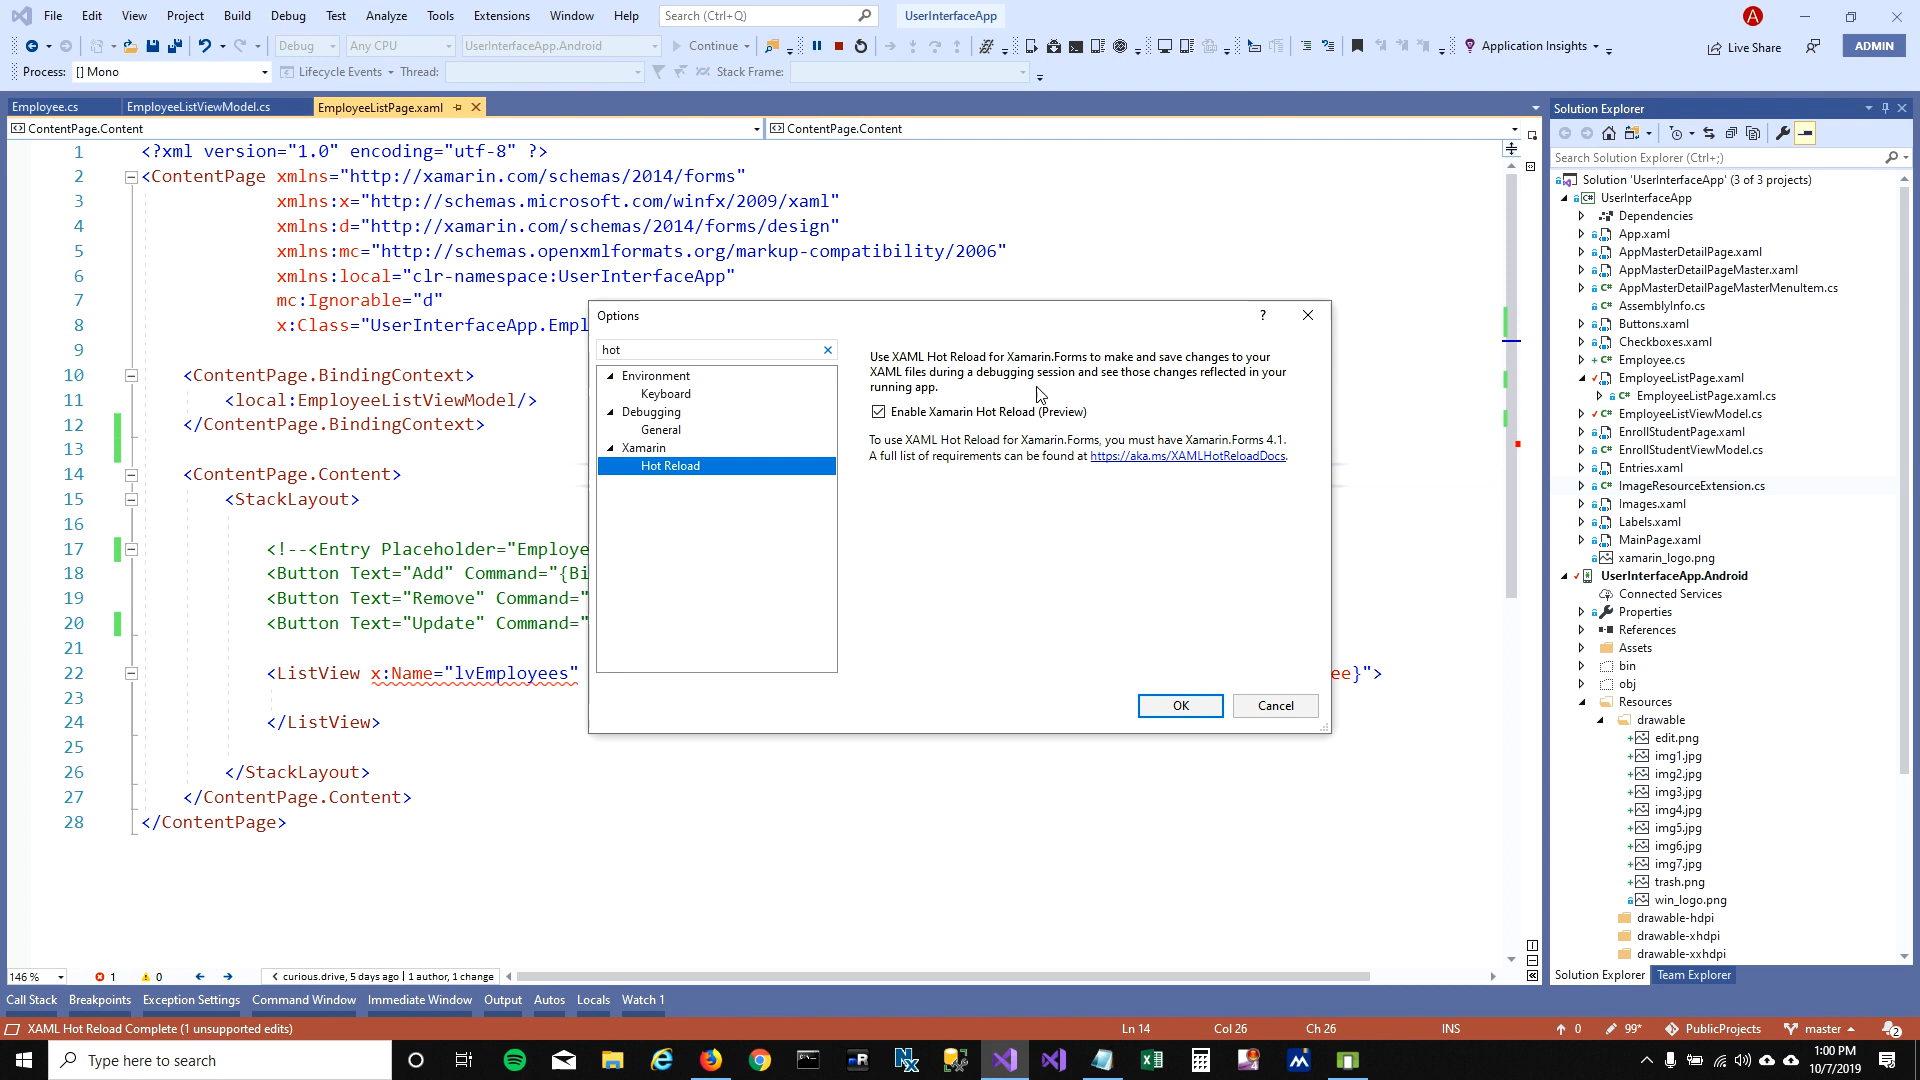 File Edit View Project Build Debug Test Analyze Tools Extensions Window Help Search (Ctrl+Q) UserInterfaceApp A
Debug Any CPU UserInterfaceApp.Android Continue Application Insights Live Share ADMIN
Process: [] Mono Lifecycle Events Thread: Stack Frame:
Employee.cs EmployeeListViewModel.cs EmployeeListPage.xaml
ContentPage.Content ContentPage.Content
1 <?xml version="1.0" encoding="utf-8" ?>
2 <ContentPage xmlns="http://xamarin.com/schemas/2014/forms"
3 xmlns:x="http://schemas.microsoft.com/winfx/2009/xaml"
4 xmlns:d="http://xamarin.com/schemas/2014/forms/design"
5 xmlns:mc="http://schemas.openxmlformats.org/markup-compatibility/2006"
6 xmlns:local="clr-namespace:UserInterfaceApp"
7 mc:Ignorable="d"
8 x:Class="UserInterfaceApp.Empl
9
10 <ContentPage.BindingContext>
11 <local:EmployeeListViewModel/>
12 </ContentPage.BindingContext>
13
14 <ContentPage.Content>
15 <StackLayout>
16
17 <!--<Entry Placeholder="Employe
18 <Button Text="Add" Command="{Bi
19 <Button Text="Remove" Command="
20 <Button Text="Update" Command="
21
22 <ListView x:Name="lvEmployees" ee}">
23
24 </ListView>
25
26 </StackLayout>
27 </ContentPage.Content>
28 </ContentPage>
Options ?
hot
Environment
Keyboard
Debugging
General
Xamarin
Hot Reload
Use XAML Hot Reload for Xamarin.Forms to make and save changes to your
XAML files during a debugging session and see those changes reflected in your
running app.
Enable Xamarin Hot Reload (Preview)
To use XAML Hot Reload for Xamarin.Forms, you must have Xamarin.Forms 4.1.
A full list of requirements can be found at https://aka.ms/XAMLHotReloadDocs.
OK Cancel
Solution Explorer
Search Solution Explorer (Ctrl+;)
Solution 'UserInterfaceApp' (3 of 3 projects)
C# UserInterfaceApp
Dependencies
App.xaml
AppMasterDetailPage.xaml
AppMasterDetailPageMaster.xaml
C# AppMasterDetailPageMasterMenuItem.cs
C# AssemblyInfo.cs
Buttons.xaml
Checkboxes.xaml
C# Employee.cs
EmployeeListPage.xaml
C# EmployeeListPage.xaml.cs
C# EmployeeListViewModel.cs
EnrollStudentPage.xaml
C# EnrollStudentViewModel.cs
Entries.xaml
C# ImageResourceExtension.cs
Images.xaml
Labels.xaml
MainPage.xaml
xamarin_logo.png
UserInterfaceApp.Android
Connected Services
Properties
References
Assets
bin
obj
Resources
drawable
edit.png
img1.jpg
img2.jpg
img3.jpg
img4.jpg
img5.jpg
img6.jpg
img7.jpg
trash.png
win_logo.png
drawable-hdpi
drawable-xhdpi
drawable-xxhdpi
Solution Explorer Team Explorer
146 % 1 0 curious.drive, 5 days ago | 1 author, 1 change
Call Stack Breakpoints Exception Settings Command Window Immediate Window Output Autos Locals Watch 1
XAML Hot Reload Complete (1 unsupported edits) Ln 14 Col 26 Ch 26 INS 0 99* PublicProjects master 2
Type here to search
1:00 PM
10/7/2019